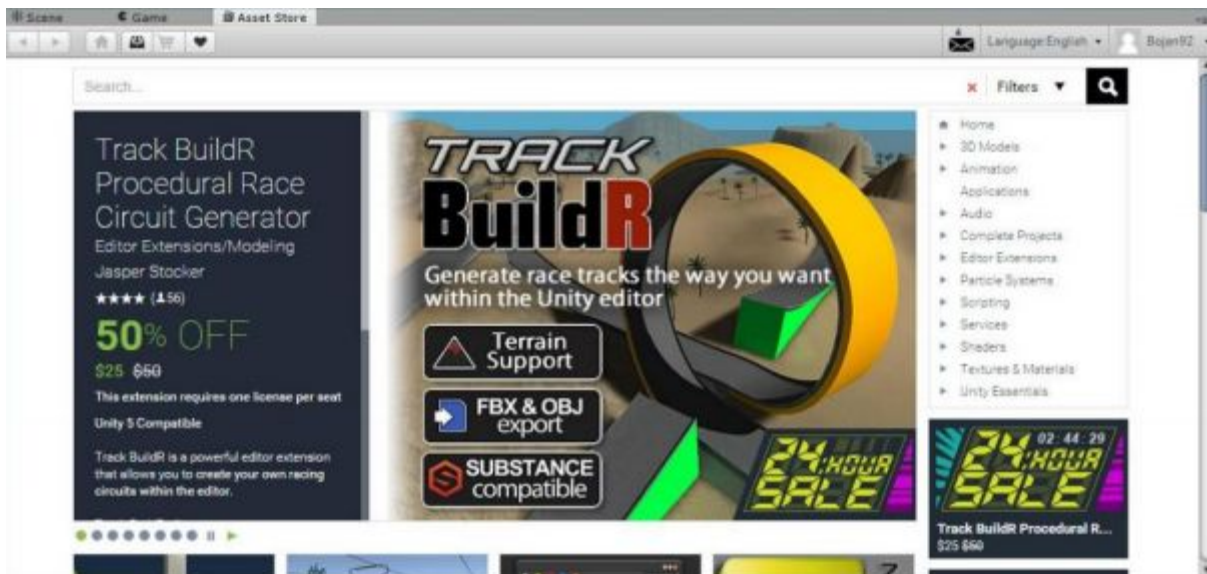 Scene
Game
Asset Store
Language:English
Bojan92
Search...
Filters
Track BuildR
Procedural Race
Circuit Generator
Editor Extensions/Modeling
Jasper Stocker
(56)
50% OFF
$25 $50
This extension requires one license per seat
Unity 5 Compatible
Track BuildR is a powerful editor extension
that allows you to create your own racing
circuits within the editor.
TRACK
BuildR
Generate race tracks the way you want
within the Unity editor
Terrain
Support
FBX & OBJ
export
SUBSTANCE
compatible
24:HOUR
SALE
Home
3D Models
Animation
Applications
Audio
Complete Projects
Editor Extensions
Particle Systems
Scripting
Services
Shaders
Textures & Materials
Unity Essentials
02:44:29
24:HOUR
SALE
Track BuildR Procedural R...
$25 $50